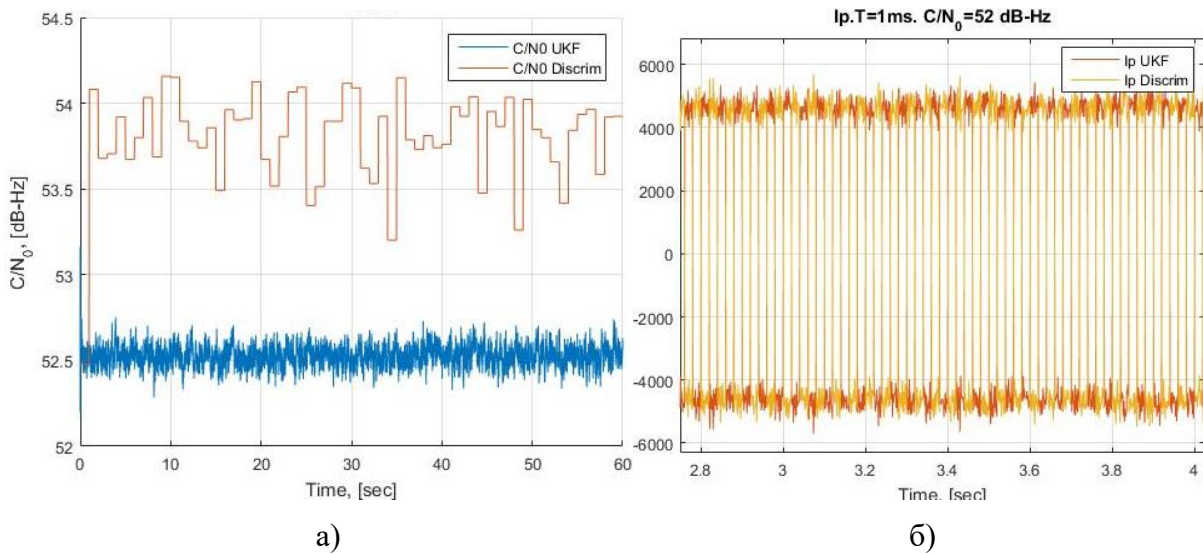 54.5
54
53.5
53
52.5
52
C/N₀, [dB-Hz]
C/N0 UKF
C/N0 Discrim
0 10 20 30 40 50 60
Time, [sec]
а)
Ip.T=1ms. C/N₀=52 dB-Hz
6000
4000
2000
0
-2000
-4000
-6000
Ip UKF
Ip Discrim
2.8 3 3.2 3.4 3.6 3.8 4
Time, [sec]
б)